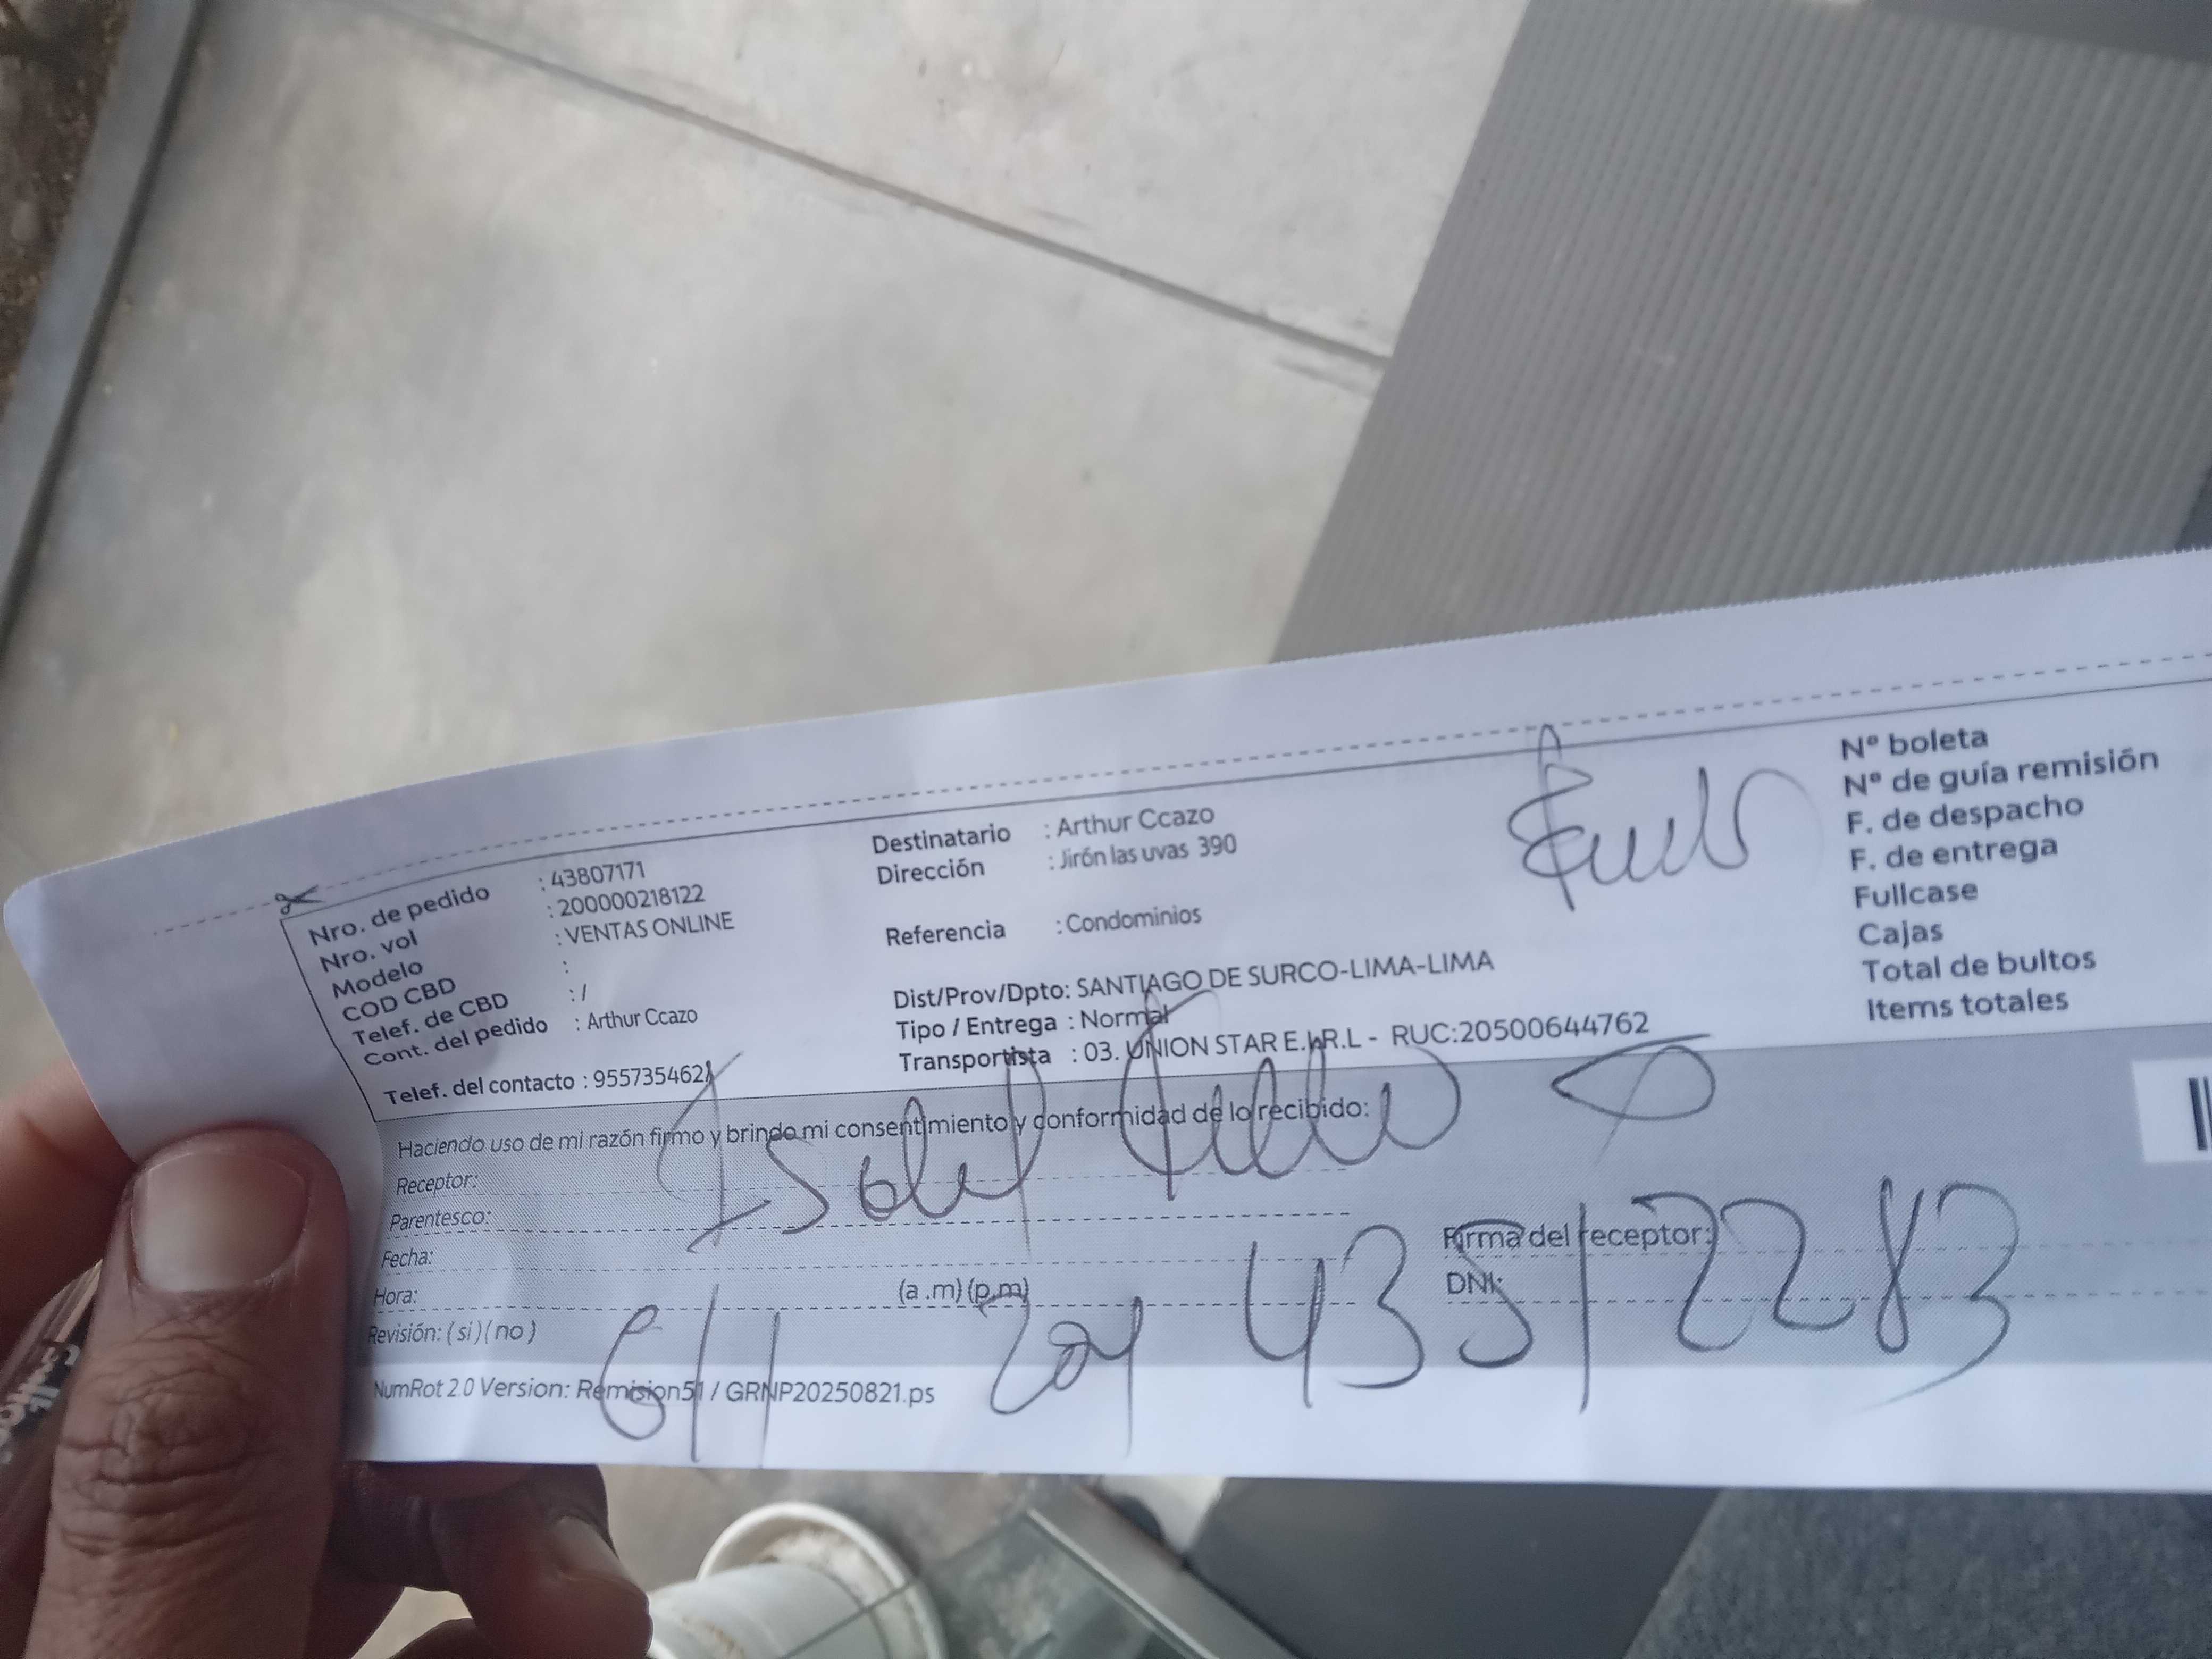 Nro. de pedido : 43807171
Nro. vol : 200000218122
Modelo : VENTAS ONLINE
COD CBD :
Telef. de CBD : /
Cont. del pedido : Arthur Ccazo
Telef. del contacto : 955735462
Destinatario : Arthur Ccazo
Dirección : Jirón las uvas 390
Referencia : Condominios
Dist/Prov/Dpto: SANTIAGO DE SURCO-LIMA-LIMA
Tipo / Entrega : Normal
Transportista : 03. UNION STAR E.I.R.L - RUC:20500644762
Nº boleta
Nº de guía remisión
F. de despacho
F. de entrega
Fullcase
Cajas
Total de bultos
Items totales
Haciendo uso de mi razón firmo y brindo mi consentimiento y conformidad de lo recibido:
Receptor:
Parentesco:
Fecha:
Hora: (a.m) (p.m)
Revisión: ( si ) ( no )
Firma del receptor:
DNI:
43512283
NumRot 2.0 Version: Remision51 / GRNP20250821.ps